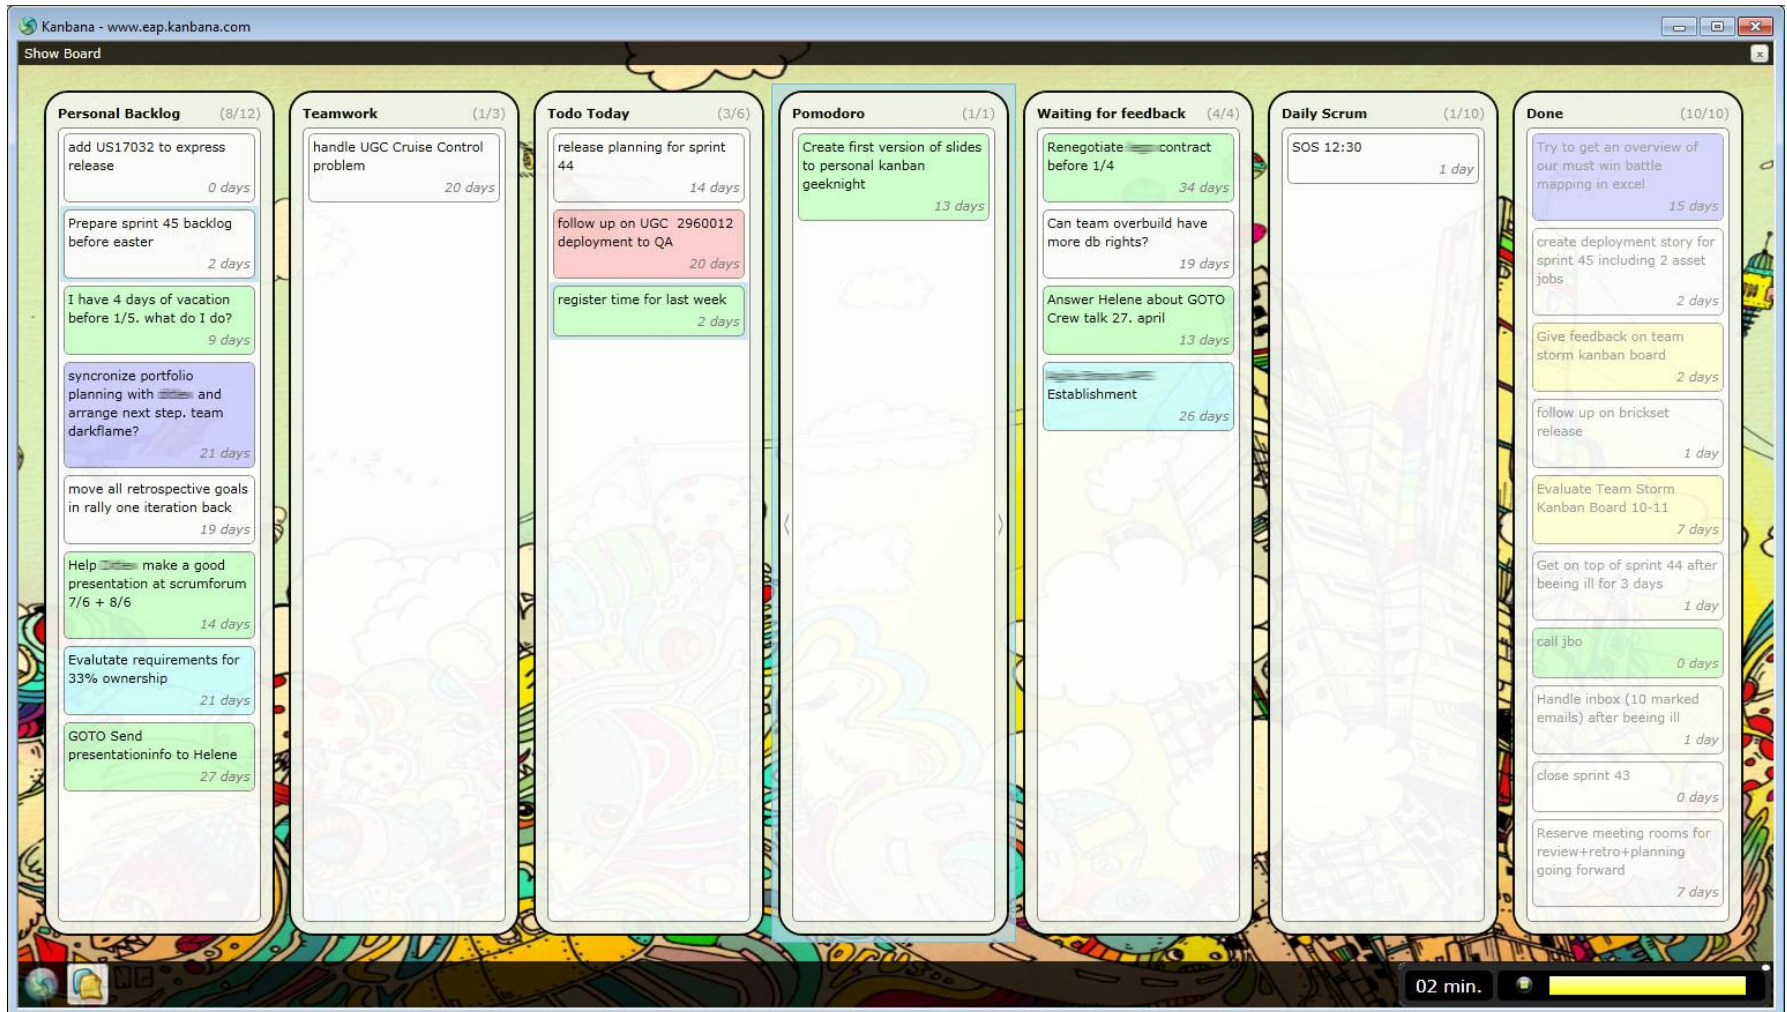 Kanbana - www.eap.kanbana.com
Show Board
Personal Backlog (8/12)
add US17032 to express
release
0 days
Prepare sprint 45 backlog
before easter
2 days
I have 4 days of vacation
before 1/5. what do I do?
9 days
syncronize portfolio
planning with and
arrange next step. team
darkflame?
21 days
move all retrospective goals
in rally one iteration back
19 days
Help make a good
presentation at scrumforum
7/6 + 8/6
14 days
Evalutate requirements for
33% ownership
21 days
GOTO Send
presentationinfo to Helene
27 days
Teamwork (1/3)
handle UGC Cruise Control
problem
20 days
Todo Today (3/6)
release planning for sprint
44
14 days
follow up on UGC 2960012
deployment to QA
20 days
register time for last week
2 days
Pomodoro (1/1)
Create first version of slides
to personal kanban
geeknight
13 days
Waiting for feedback (4/4)
Renegotiate contract
before 1/4
34 days
Can team overbuild have
more db rights?
19 days
Answer Helene about GOTO
Crew talk 27. april
13 days
Establishment
26 days
Daily Scrum (1/10)
SOS 12:30
1 day
Done (10/10)
Try to get an overview of
our must win battle
mapping in excel
15 days
create deployment story for
sprint 45 including 2 asset
jobs
2 days
Give feedback on team
storm kanban board
2 days
follow up on brickset
release
1 day
Evaluate Team Storm
Kanban Board 10-11
7 days
Get on top of sprint 44 after
beeing ill for 3 days
1 day
call jbo
0 days
Handle inbox (10 marked
emails) after beeing ill
1 day
close sprint 43
0 days
Reserve meeting rooms for
review+retro+planning
going forward
7 days
02 min.